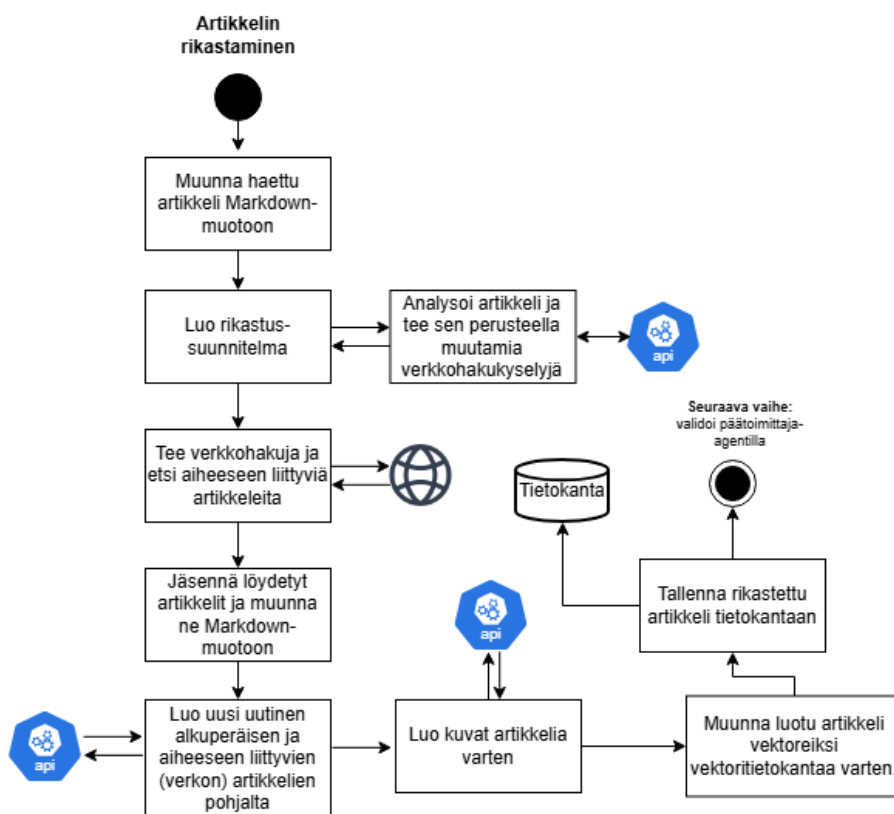 Artikkelin
rikastaminen
Muunna haettu
artikkeli Markdown-
muotoon
Luo rikastus-
suunnitelma
Analysoi artikkeli ja
tee sen perusteella
muutamia
verkkohakukyselyjä
api
Tee verkkohakuja ja
etsi aiheeseen liittyviä
artikkeleita
Tietokanta
Seuraava vaihe:
validoi päätoimittaja-
agentilla
Jäsennä löydetyt
artikkelit ja muunna
ne Markdown-
muotoon
api
Tallenna rikastettu
artikkeli tietokantaan
api
Luo uusi uutinen
alkuperäisen ja
aiheeseen liittyvien
(verkon) artikkelien
pohjalta
Luo kuvat artikkelia
varten
Muunna luotu artikkeli
vektoreiksi
vektoritietokantaa varten.